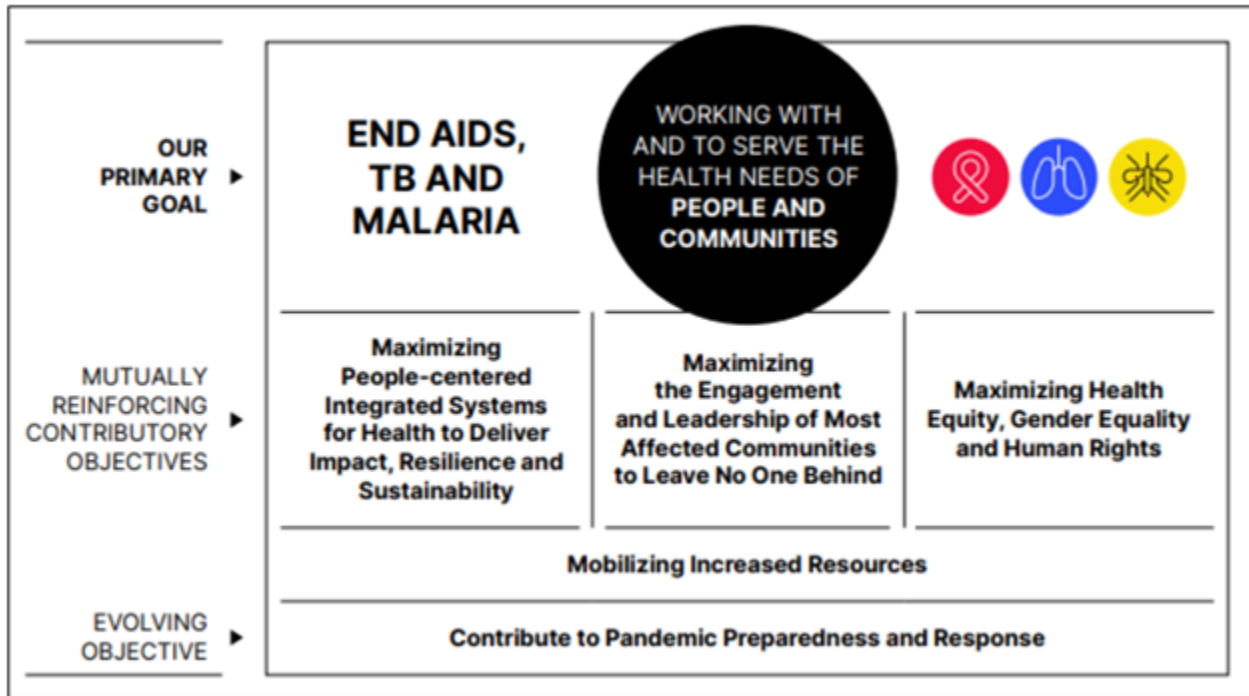 OUR
PRIMARY
GOAL
END AIDS,
TB AND
MALARIA
WORKING WITH
AND TO SERVE THE
HEALTH NEEDS OF
PEOPLE AND
COMMUNITIES
MUTUALLY
REINFORCING
CONTRIBUTORY
OBJECTIVES
Maximizing
People-centered
Integrated Systems
for Health to Deliver
Impact, Resilience and
Sustainability
Maximizing
the Engagement
and Leadership of Most
Affected Communities
to Leave No One Behind
Maximizing Health
Equity, Gender Equality
and Human Rights
Mobilizing Increased Resources
EVOLVING
OBJECTIVE
Contribute to Pandemic Preparedness and Response